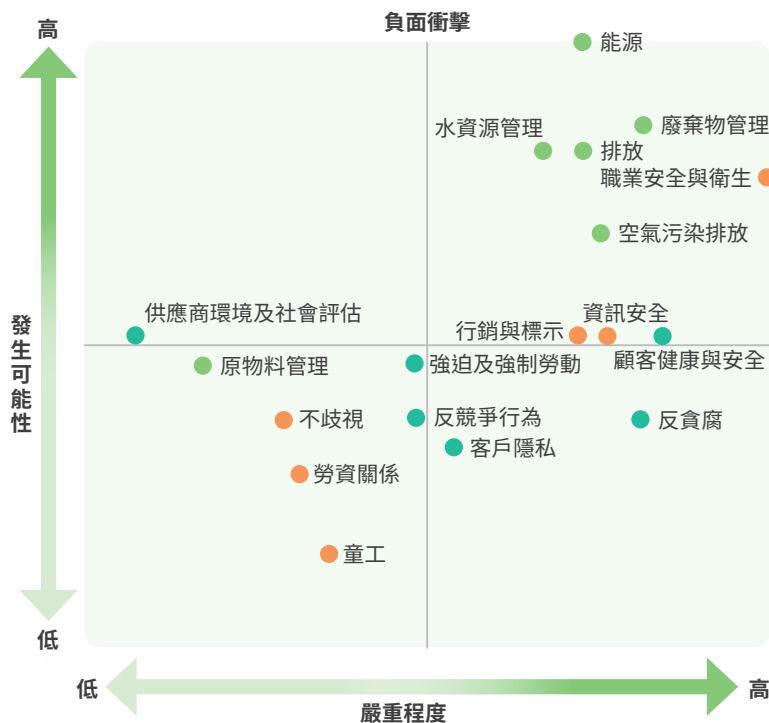 負面衝擊
高
能源
廢棄物管理
水資源管理
排放
職業安全與衛生
空氣污染排放
供應商環境及社會評估
資訊安全
行銷與標示
顧客健康與安全
原物料管理
強迫及強制勞動
發生可能性
不歧視
反競爭行為
反貪腐
客戶隱私
勞資關係
童工
低
低
高
嚴重程度